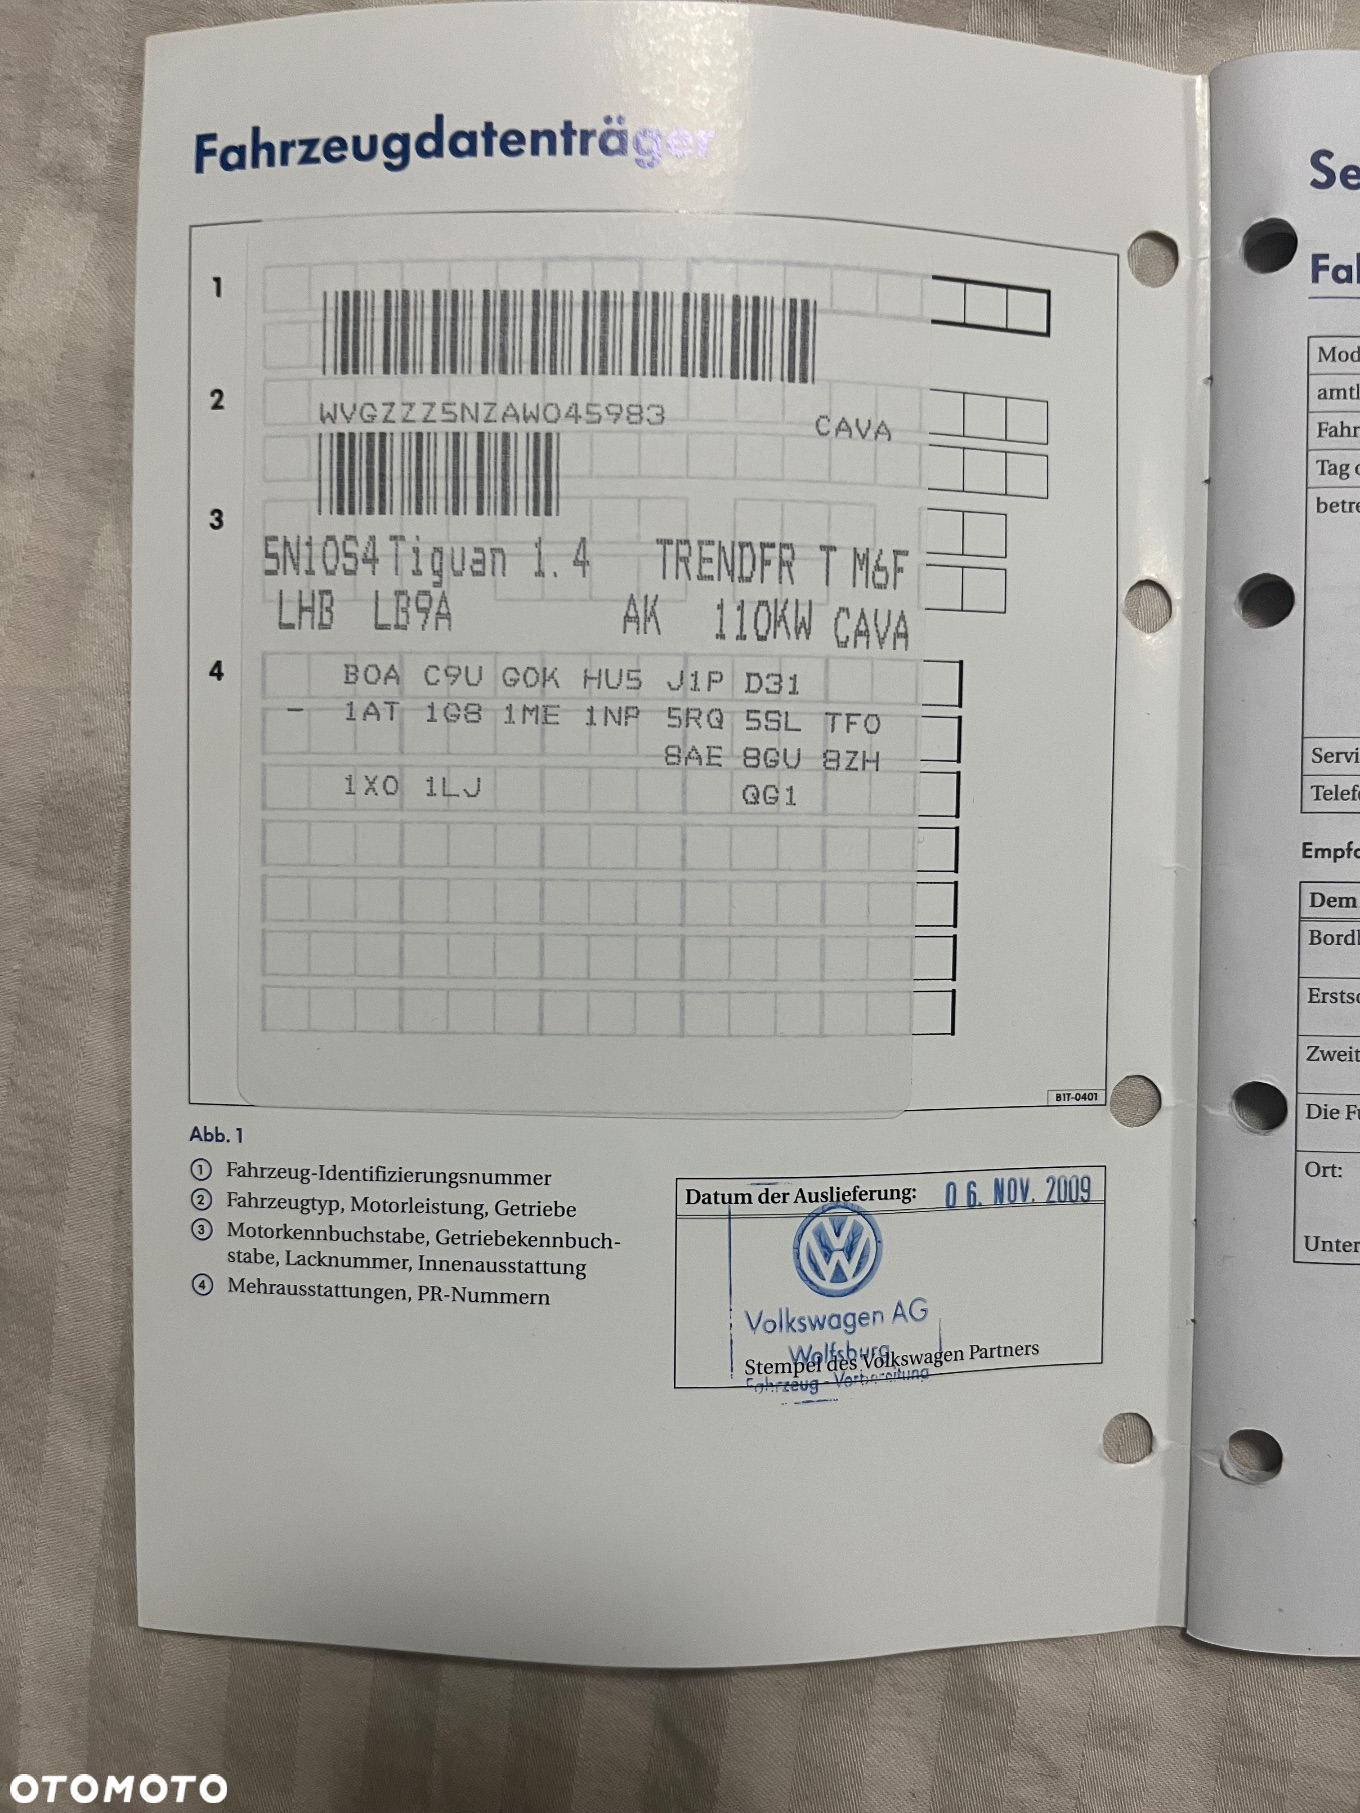 Fahrzeugdatenträger
1
2
WVGZZZ5NZAW045983
CAVA
3
5N10S4 Tiguan 1.4 TRENDFR T M6F
LHB LB9A AK 110KW CAVA
4
B0A C9U G0K HU5 J1P D31
- 1AT 1G8 1ME 1NP 5RQ 5SL TF0
8AE 8GU 8ZH
1X0 1LJ QG1
B1T-0401
Abb. 1
1 Fahrzeug-Identifizierungsnummer
2 Fahrzeugtyp, Motorleistung, Getriebe
3 Motorkennbuchstabe, Getriebekennbuch-
stabe, Lacknummer, Innenausstattung
4 Mehrausstattungen, PR-Nummern
Datum der Auslieferung: 06. NOV. 2009
Volkswagen AG
Wolfsburg
Stempel des Volkswagen Partners
Fahrzeug-Vorbereitung
Se
Fa
Mod
amtl
Fahr
Tag
betre
Servi
Telef
Empf
Dem
Bord
Ersts
Zweit
Die F
Ort:
Unter
OTOMOTO